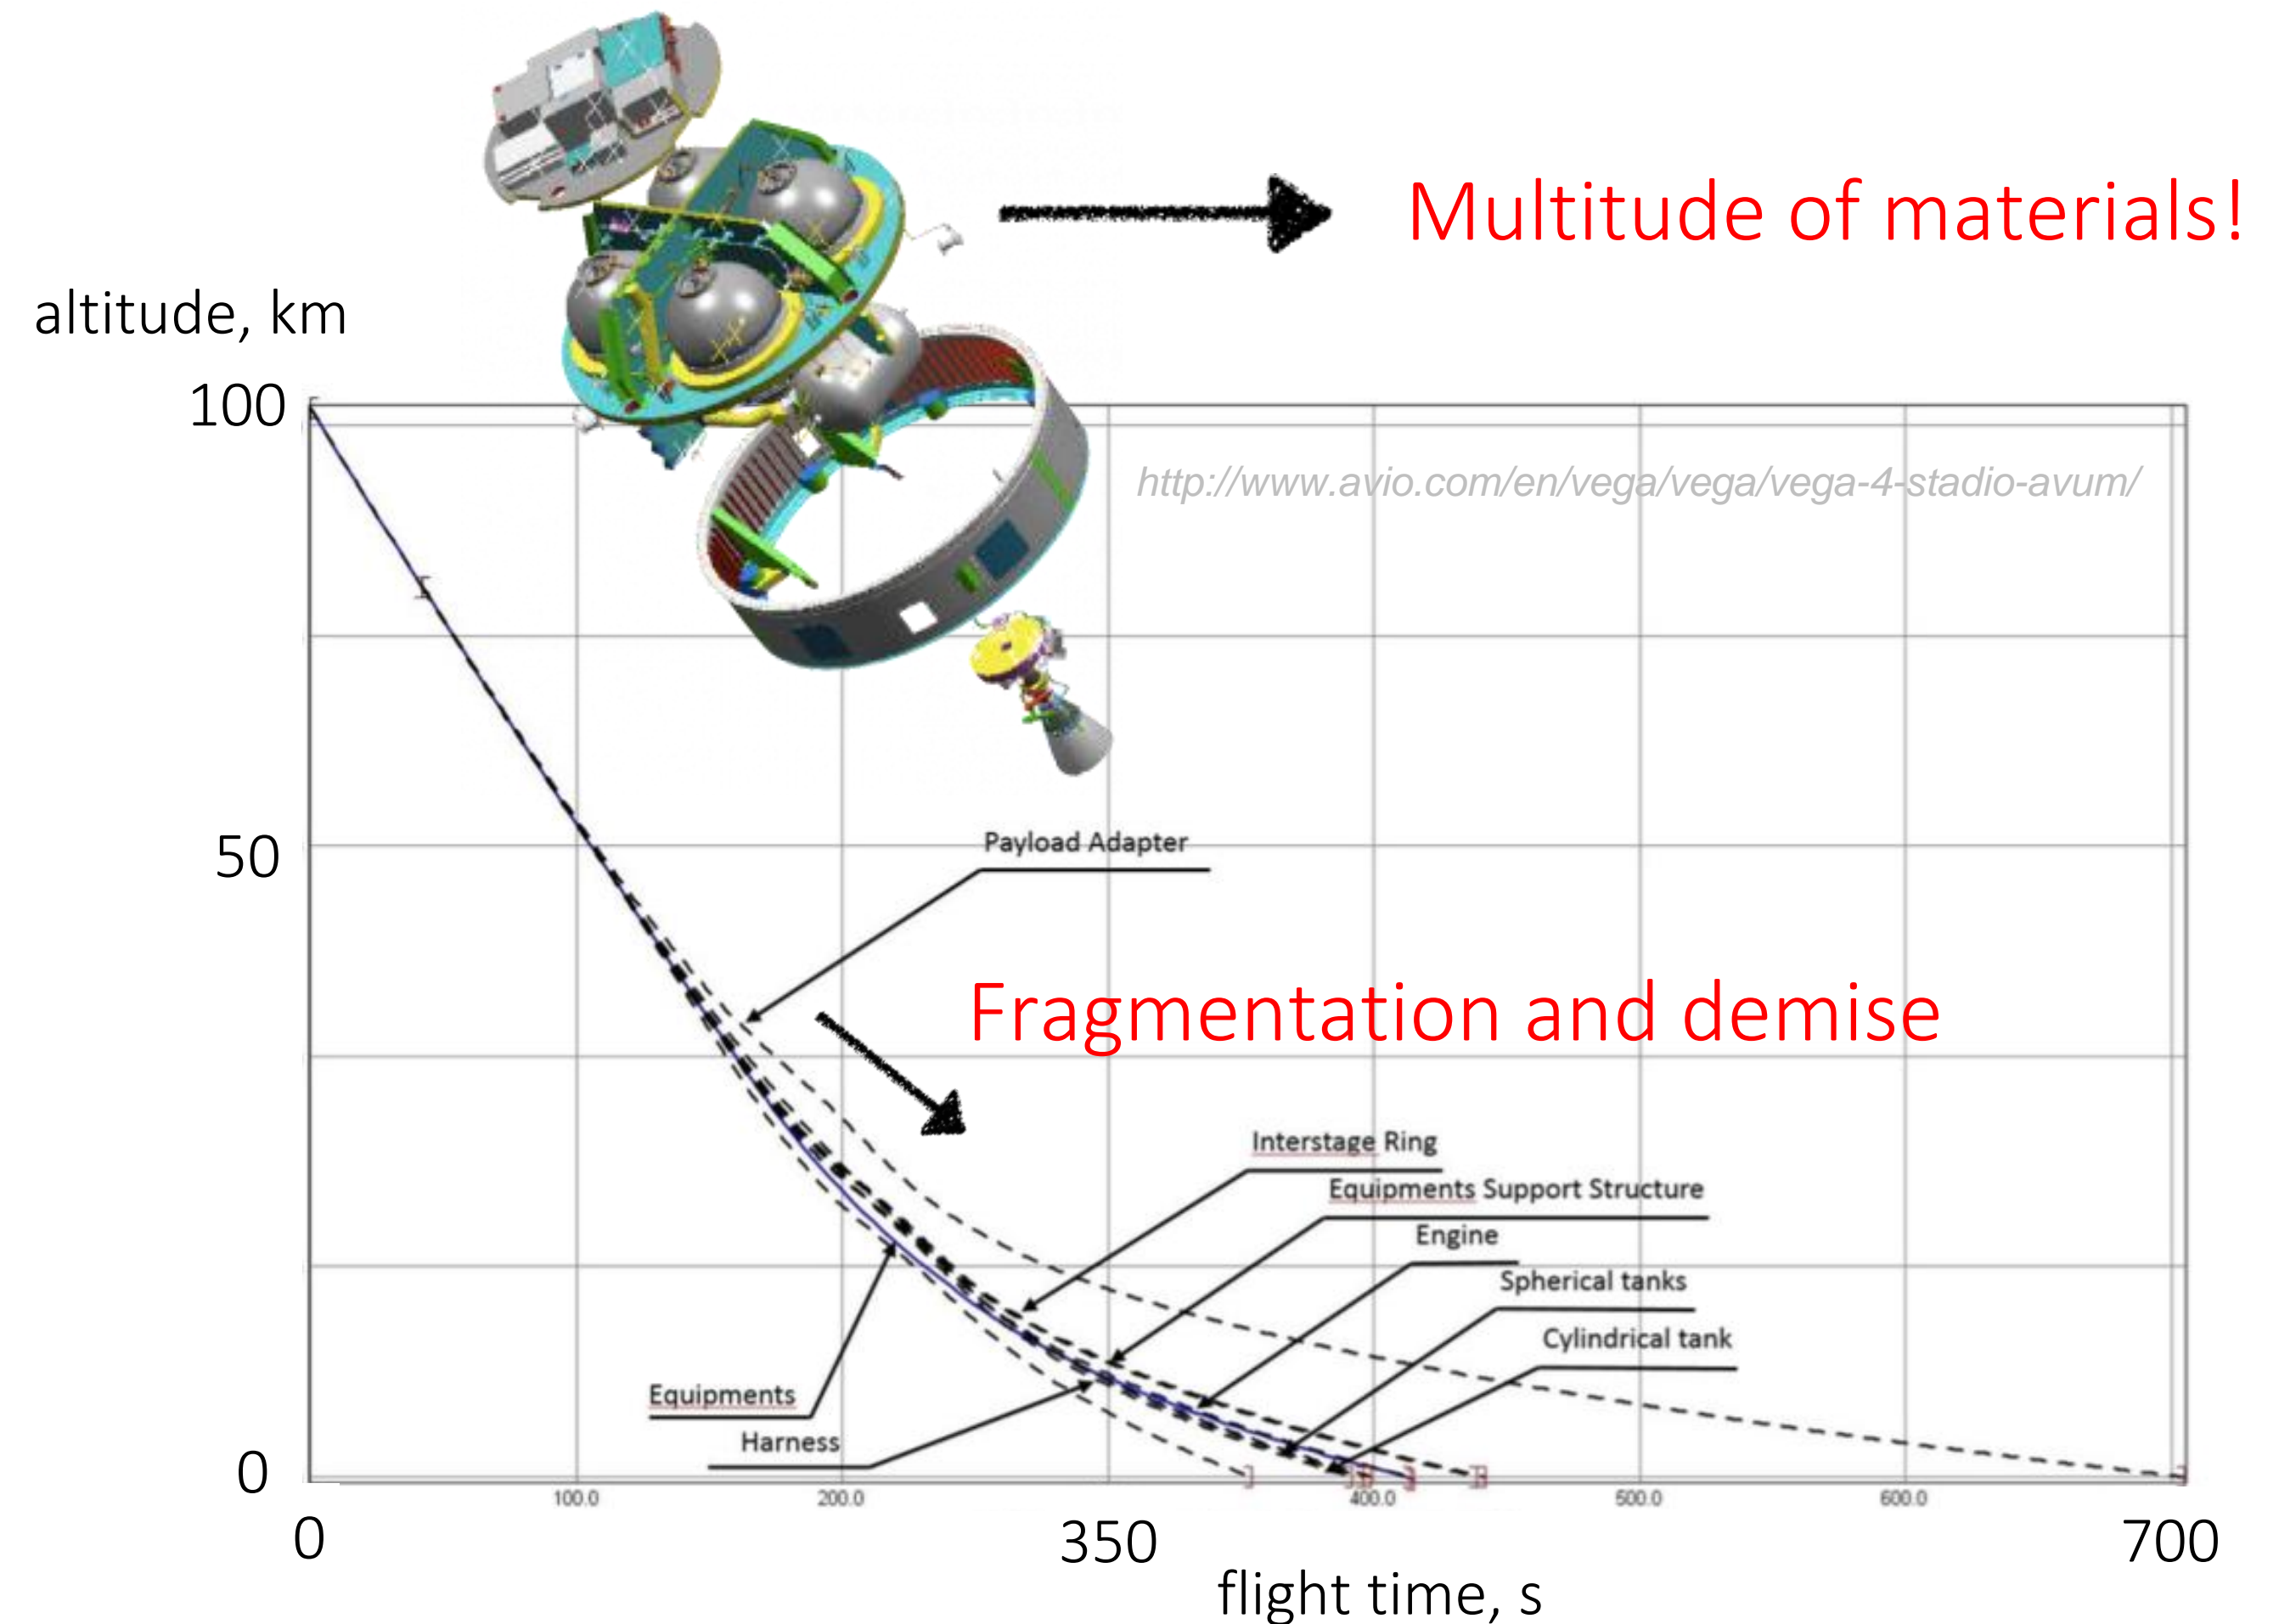 Multitude of materials!
altitude, km
100
http://www.avio.com/en/vega/vega/vega-4-stadio-avum/
50
Payload Adapter
Fragmentation and demise
Interstage Ring
Equipments Support Structure
Engine
Spherical tanks
Cylindrical tank
Equipments
Harness
0
100.0 200.0 400.0 500.0 600.0
0 350 700
flight time, s